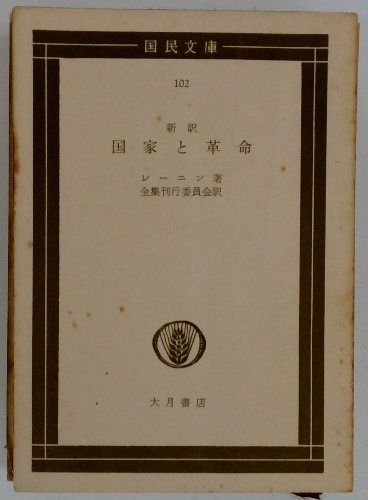 国民文庫
102
新訳
国家と革命
レーニン著
全集刊行委員会訳
大月書店